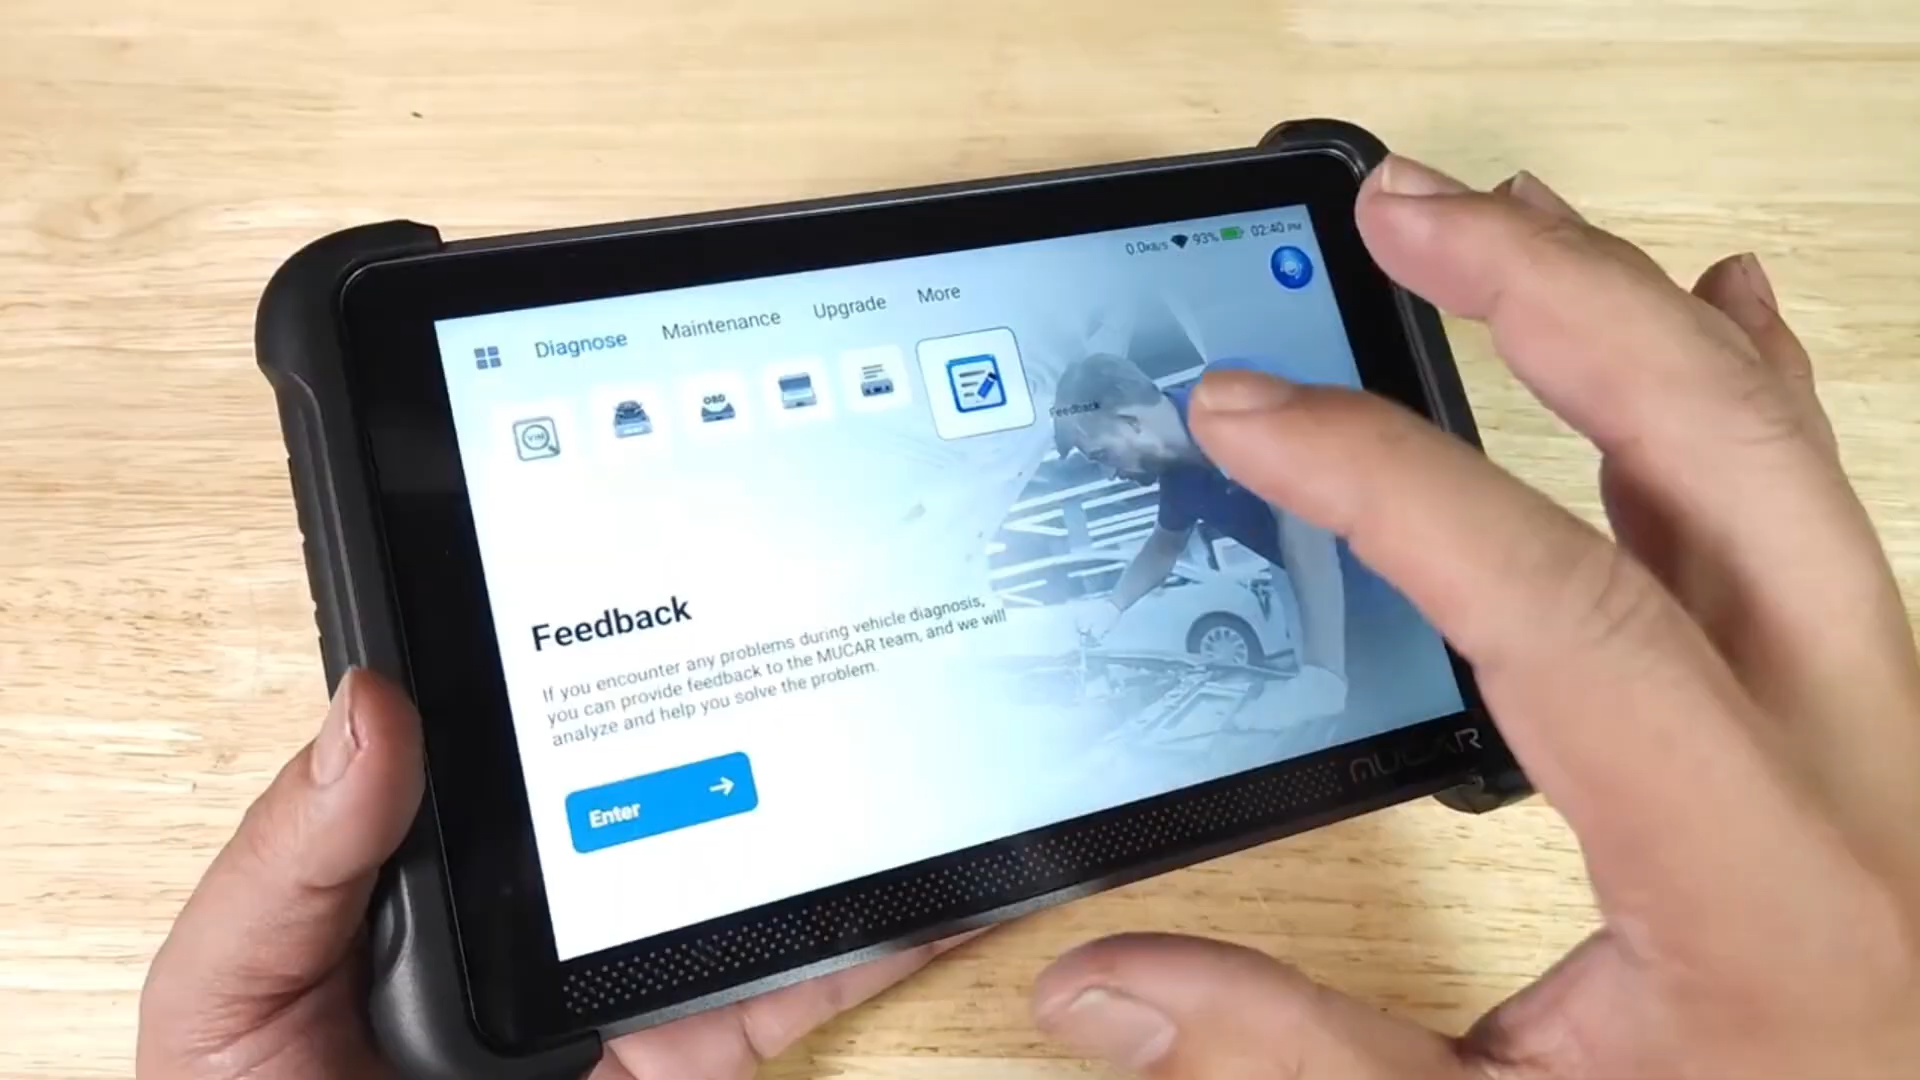 0.0KB/s 93% 02:40 PM
Diagnose Maintenance Upgrade More
VIN
OBD
Feedback
Feedback
If you encounter any problems during vehicle diagnosis,
you can provide feedback to the MUCAR team, and we will
analyze and help you solve the problem.
Enter
MUCAR